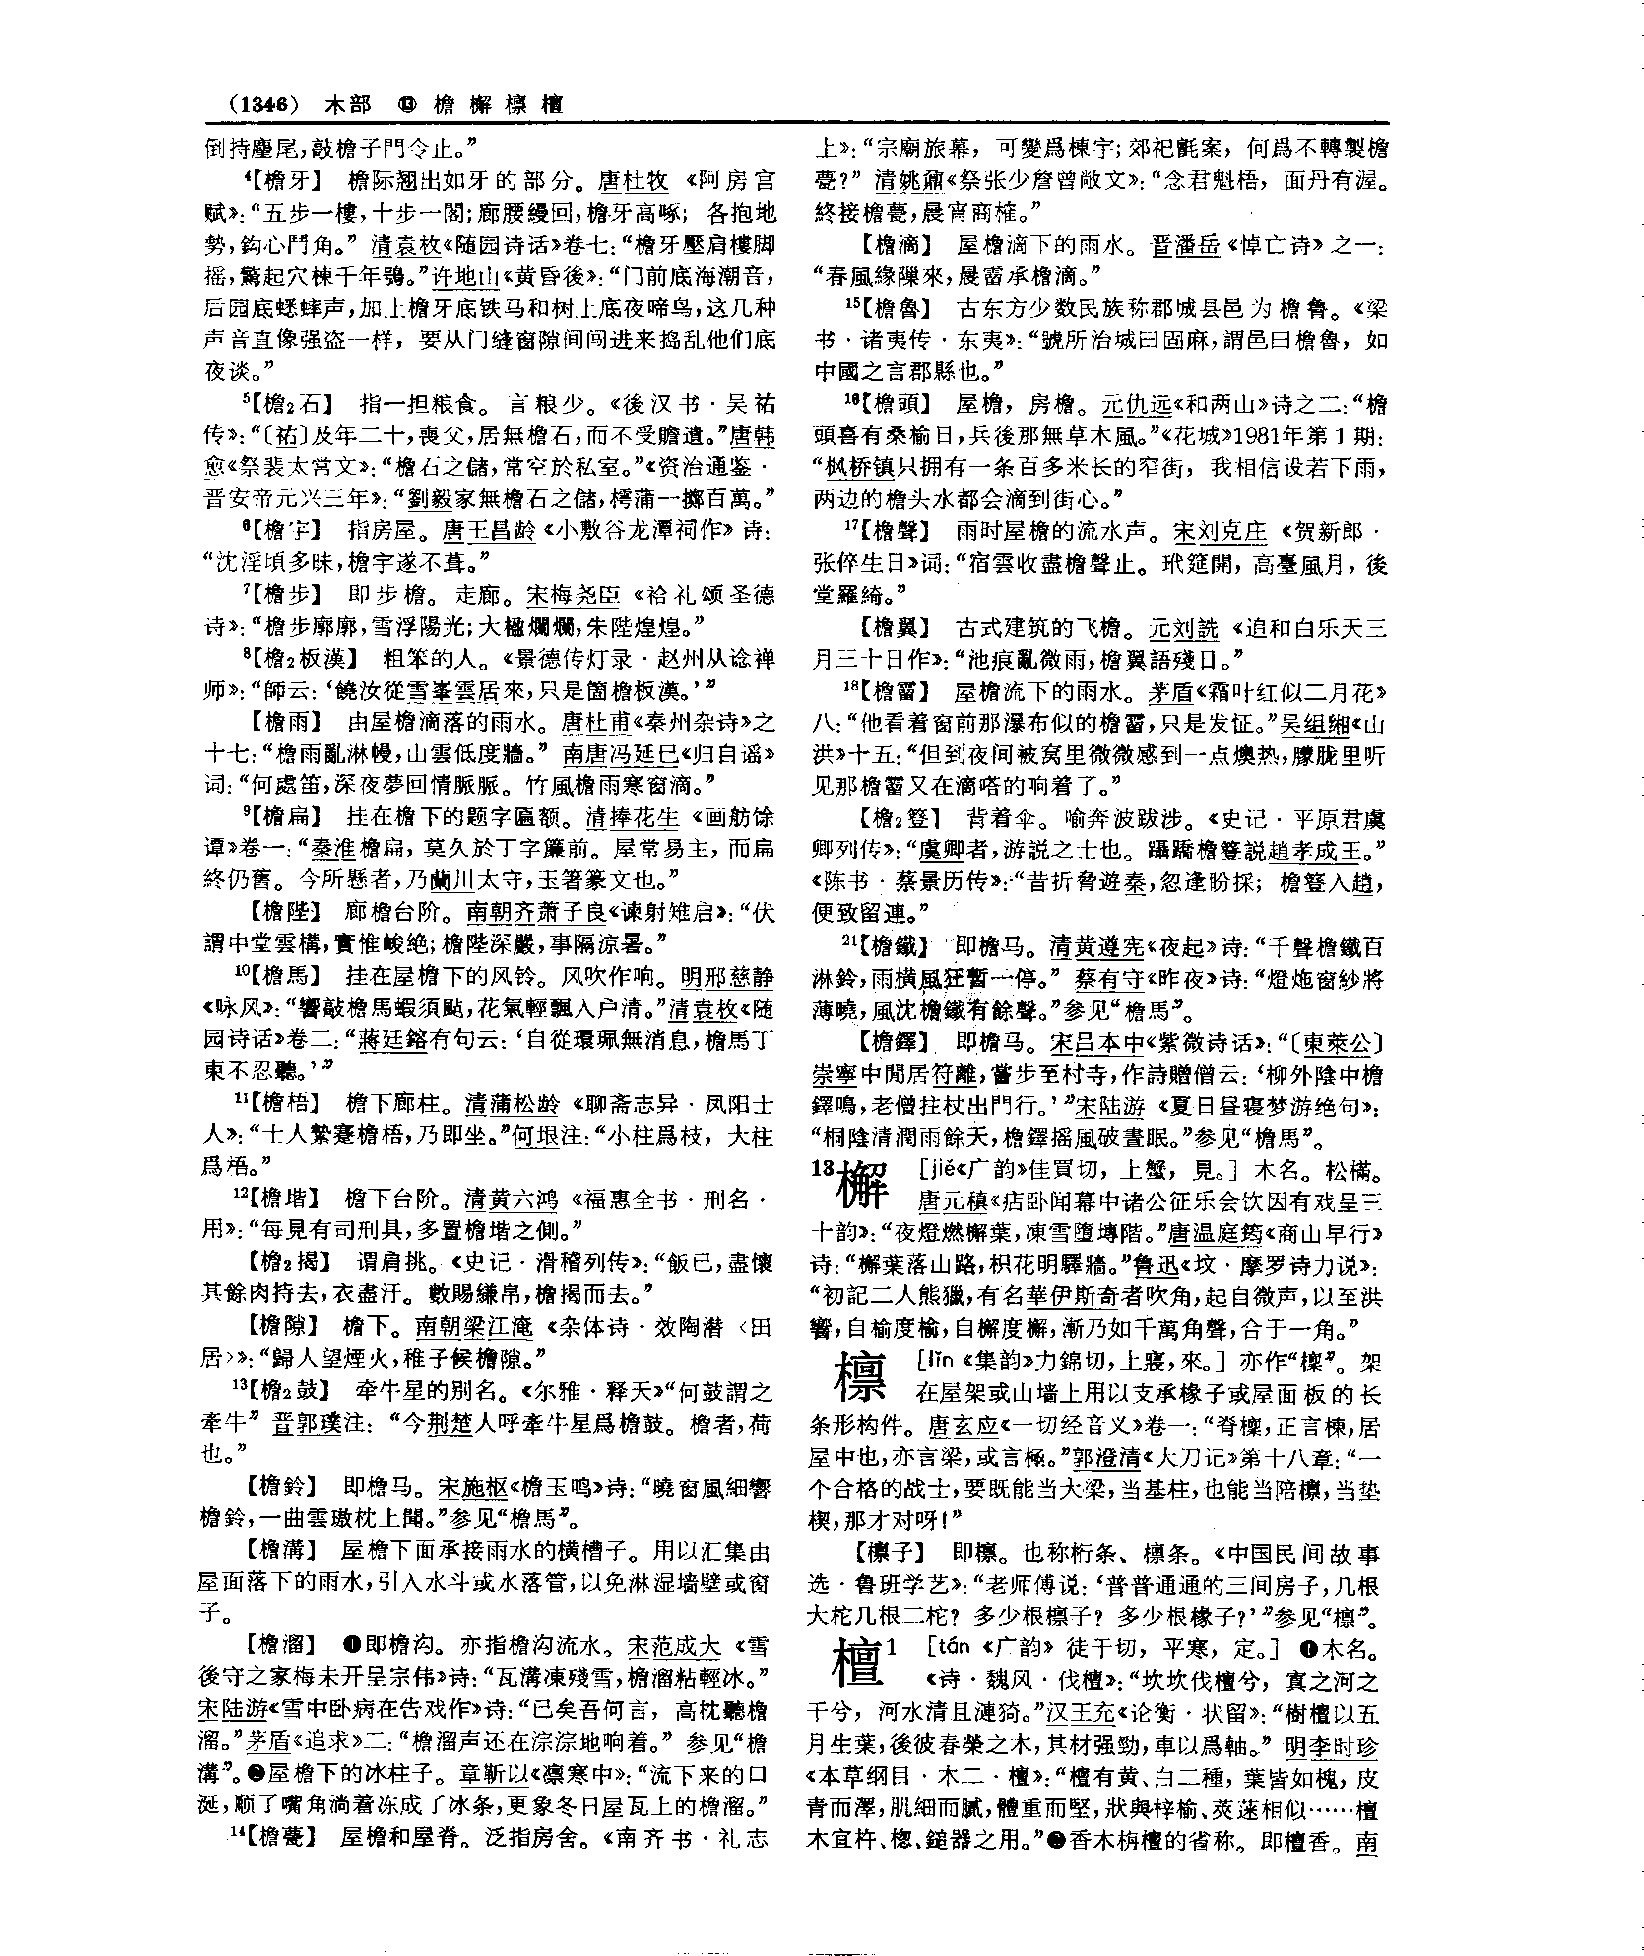 （1346） 木部 ⓭ 檐檞檩檀
倒持麈尾，敲檐子門令止。”
⁴【檐牙】 檐际翘出如牙的部分。唐杜牧《阿房宫
赋》：“五步一樓，十步一閣；廊腰縵回，檐牙高啄；各抱地
勢，鈎心鬥角。” 清袁枚《随园诗话》卷七：“檐牙壓肩樓脚
摇，驚起穴棟千年鴞。”许地山《黄昏後》：“门前底海潮音，
后园底蟋蟀声，加上檐牙底铁马和树上底夜啼鸟，这几种
声音直像强盗一样，要从门缝窗隙间闯进来捣乱他们底
夜谈。”
⁵【檐₂石】 指一担粮食。言粮少。《後汉书·吴祐
传》：“〔祐〕及年二十，喪父，居無檐石，而不受贍遺。”唐韩
愈《祭裴太常文》：“檐石之儲，常空於私室。”《资治通鉴·
晋安帝元兴三年》：“劉毅家無檐石之儲，樗蒲一擲百萬。”
⁶【檐宇】 指房屋。唐王昌龄《小敷谷龙潭祠作》诗：
“沈淫頃多昧，檐宇遂不葺。”
⁷【檐步】 即步檐。走廊。宋梅尧臣《袷礼颂圣德
诗》：“檐步廓廓，雪浮陽光；大楹爛爛，朱陛煌煌。”
⁸【檐₂板漢】 粗笨的人。《景德传灯录·赵州从谂禅
师》：“師云：‘饒汝從雪峯雲居來，只是箇檐板漢。’”
【檐雨】 由屋檐滴落的雨水。唐杜甫《秦州杂诗》之
十七：“檐雨亂淋幔，山雲低度牆。” 南唐冯延巳《归自谣》
词：“何處笛，深夜夢回情脈脈。竹風檐雨寒窗滴。”
⁹【檐扁】 挂在檐下的题字匾额。清捧花生《画舫馀
谭》卷一：“秦淮檐扁，莫久於丁字簾前。屋常易主，而扁
終仍舊。今所懸者，乃蘭川太守，玉箸篆文也。”
【檐陛】 廊檐台阶。南朝齐萧子良《谏射雉启》：“伏
謂中堂雲構，實惟峻绝；檐陛深嚴，事隔凉暑。”
¹⁰【檐馬】 挂在屋檐下的风铃。风吹作响。明邢慈静
《咏风》：“響敲檐馬蝦須颭，花氣輕飄入户清。”清袁枚《随
园诗话》卷二：“蔣廷鎔有句云：‘自從環珮無消息，檐馬丁
東不忍聽。’”
¹¹【檐梧】 檐下廊柱。清蒲松龄《聊斋志异·凤阳士
人》：“士人縶蹇檐梧，乃即坐。”何垠注：“小柱爲枝，大柱
爲梧。”
¹²【檐堦】 檐下台阶。清黄六鸿《福惠全书·刑名·
用》：“每見有司刑具，多置檐堦之側。”
【檐₂揭】 谓肩挑。《史记·滑稽列传》：“飯已，盡懷
其餘肉持去，衣盡汙。數賜縑帛，檐揭而去。”
【檐隙】 檐下。南朝梁江淹《杂体诗·效陶潜〈田
居〉》：“歸人望煙火，稚子候檐隙。”
¹³【檐₂鼓】 牵牛星的别名。《尔雅·释天》“何鼓謂之
牽牛” 晋郭璞注：“今荆楚人呼牽牛星爲檐鼓。檐者，荷
也。”
【檐鈴】 即檐马。宋施枢《檐玉鸣》诗：“曉窗風細響
檐鈴，一曲雲璈枕上聞。”参见“檐馬”。
【檐溝】 屋檐下面承接雨水的横槽子。用以汇集由
屋面落下的雨水，引入水斗或水落管，以免淋湿墙壁或窗
子。
【檐溜】 ❶即檐沟。亦指檐沟流水。宋范成大《雪
後守之家梅未开呈宗伟》诗：“瓦溝凍殘雪，檐溜粘輕冰。”
宋陆游《雪中卧病在告戏作》诗：“已矣吾何言，高枕聽檐
溜。”茅盾《追求》二：“檐溜声还在淙淙地响着。” 参见“檐
溝”。❷屋檐下的冰柱子。章靳以《凛寒中》：“流下来的口
涎，顺了嘴角淌着冻成了冰条，更象冬日屋瓦上的檐溜。”
¹⁴【檐甍】 屋檐和屋脊。泛指房舍。《南齐书·礼志
上》：“宗廟旅幕，可變爲棟宇；郊祀氈案，何爲不轉製檐
甍？” 清姚鼐《祭张少詹曾敞文》：“念君魁梧，面丹有渥。
終接檐甍，晨宵商榷。”
【檐滴】 屋檐滴下的雨水。晋潘岳《悼亡诗》之一：
“春風緣隟來，晨霤承檐滴。”
¹⁵【檐魯】 古东方少数民族称郡城县邑为檐鲁。《梁
书·诸夷传·东夷》：“號所治城曰固麻，謂邑曰檐魯，如
中國之言郡縣也。”
¹⁶【檐頭】 屋檐，房檐。元仇远《和两山》诗之二：“檐
頭喜有桑榆日，兵後那無草木風。”《花城》1981年第1期：
“枫桥镇只拥有一条百多米长的窄街，我相信设若下雨，
两边的檐头水都会滴到街心。”
¹⁷【檐聲】 雨时屋檐的流水声。宋刘克庄《贺新郎·
张倅生日》词：“宿雲收盡檐聲止。玳筵開，高臺風月，後
堂羅綺。”
【檐翼】 古式建筑的飞檐。元刘詵《追和白乐天三
月三十日作》：“池痕亂微雨，檐翼語殘日。”
¹⁸【檐霤】 屋檐流下的雨水。茅盾《霜叶红似二月花》
八：“他看着窗前那瀑布似的檐霤，只是发怔。”吴组缃《山
洪》十五：“但到夜间被窝里微微感到一点燠热，朦胧里听
见那檐霤又在滴嗒的响着了。”
【檐₂簦】 背着伞。喻奔波跋涉。《史记·平原君虞
卿列传》：“虞卿者，游説之士也。躡蹻檐簦説趙孝成王。”
《陈书·蔡景历传》：“昔折脅遊秦，忽逢盼採；檐簦入趙，
便致留連。”
²¹【檐鐵】 即檐马。清黄遵宪《夜起》诗：“千聲檐鐵百
淋鈴，雨横風狂暫一停。” 蔡有守《昨夜》诗：“燈灺窗紗將
薄曉，風沈檐鐵有餘聲。”参见“檐馬”。
【檐鐸】 即檐马。宋吕本中《紫微诗话》：“〔東萊公〕
崇寧中閒居符離，嘗步至村寺，作詩贈僧云：‘柳外陰中檐
鐸鳴，老僧拄杖出門行。’”宋陆游《夏日昼寝梦游绝句》：
“桐陰清潤雨餘天，檐鐸摇風破晝眠。”参见“檐馬”。
13檞 ［jiě《广韵》佳買切，上蟹，見。］木名。松樠。
唐元稹《店卧闻幕中诸公征乐会饮因有戏呈三
十韵》：“夜燈燃檞葉，凍雪墮塼階。”唐温庭筠《商山早行》
诗：“檞葉落山路，枳花明驛牆。”鲁迅《坟·摩罗诗力说》：
“初記二人熊獵，有名華伊斯奇者吹角，起自微声，以至洪
響，自榆度榆，自檞度檞，漸乃如千萬角聲，合于一角。”
檩 ［lǐn《集韵》力錦切，上寑，來。］亦作“檁”。架
在屋架或山墙上用以支承椽子或屋面板的长
条形构件。唐玄应《一切经音义》卷一：“脊檁，正言棟，居
屋中也，亦言梁，或言極。”郭澄清《大刀记》第十八章：“一
个合格的战士，要既能当大梁，当基柱，也能当陪檩，当垫
楔，那才对呀！”
【檩子】 即檩。也称桁条、檩条。《中国民间故事
选·鲁班学艺》：“老师傅说：‘普普通通的三间房子，几根
大柁几根二柁？多少根檩子？多少根椽子？’”参见“檩”。
檀1 ［tán《广韵》徒干切，平寒，定。］❶木名。
《诗·魏风·伐檀》：“坎坎伐檀兮，寘之河之
干兮，河水清且漣猗。”汉王充《论衡·状留》：“樹檀以五
月生葉，後彼春榮之木，其材强勁，車以爲軸。” 明李时珍
《本草纲目·木二·檀》：“檀有黄、白二種，葉皆如槐，皮
青而澤，肌細而膩，體重而堅，狀與梓榆、莢蒾相似……檀
木宜杵、楤、鎚器之用。”❷香木栴檀的省称。即檀香。南